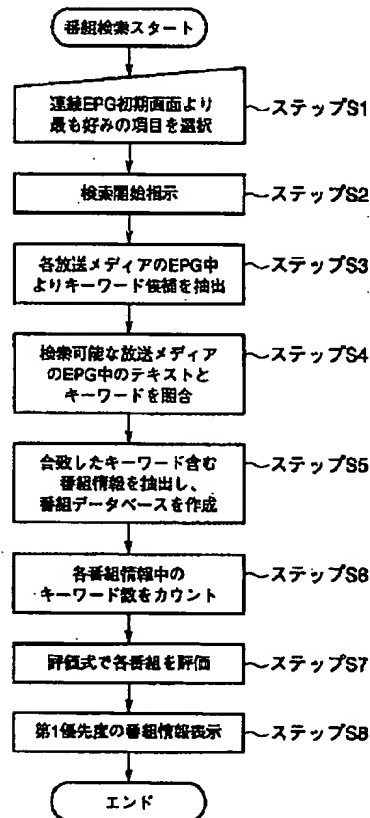 番組検索スタート
連続EPG初期画面より
最も好みの項目を選択
ステップS1
検索開始指示
ステップS2
各放送メディアのEPG中
よりキーワード候補を抽出
ステップS3
検索可能な放送メディア
のEPG中のテキストと
キーワードを照合
ステップS4
合致したキーワード含む
番組情報を抽出し、
番組データベースを作成
ステップS5
各番組情報中の
キーワード数をカウント
ステップS6
評価式で各番組を評価
ステップS7
第1優先度の番組情報表示
ステップS8
エンド